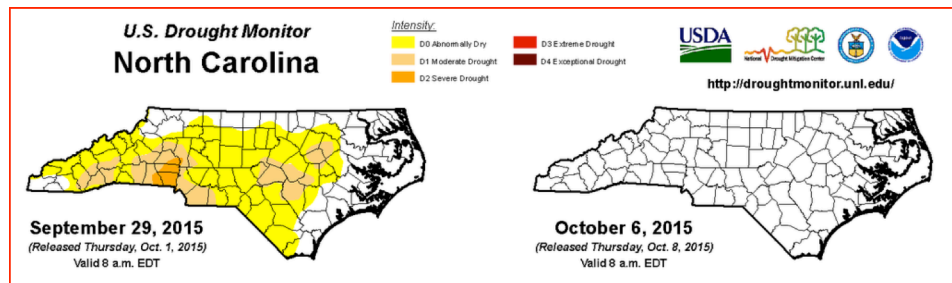 U.S. Drought Monitor
North Carolina
Intensity:
D0 Abnormally Dry
D1 Moderate Drought
D2 Severe Drought
D3 Extreme Drought
D4 Exceptional Drought
USDA
National Drought Mitigation Center
http://droughtmonitor.unl.edu/
September 29, 2015
(Released Thursday, Oct. 1, 2015)
Valid 8 a.m. EDT
October 6, 2015
(Released Thursday, Oct. 8, 2015)
Valid 8 a.m. EDT